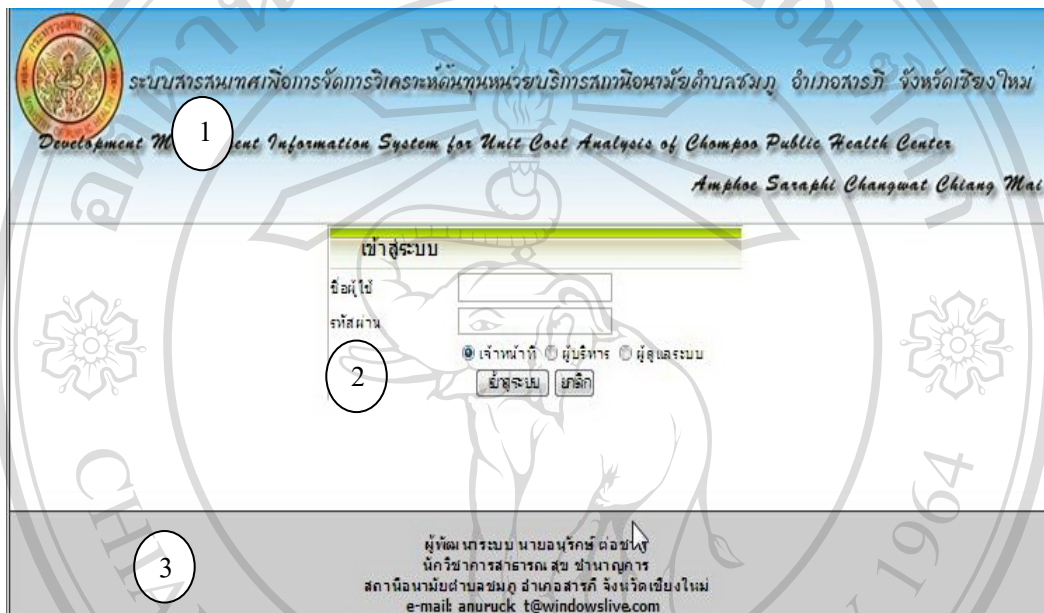 ระบบสารสนเทศเพื่อการจัดการวิเคราะห์ต้นทุนหน่วยบริการสถานีอนามัยตำบลชมภู อำเภอสารภี จังหวัดเชียงใหม่
1
Development M ent Information System for Unit Cost Analysis of Chompoo Public Health Center
Amphoe Saraphi Changwat Chiang Mai
เข้าสู่ระบบ
ชื่อผู้ใช้
รหัสผ่าน
เจ้าหน้าที่ ผู้บริหาร ผู้ดูแลระบบ
2
เข้าสู่ระบบ ยกเลิก
3
ผู้พัฒนาระบบ นายอนุรักษ์
นักวิชาการสาธารณสุข ชำนาญการ
สถานีอนามัยตำบลชมภู อำเภอสารภี จังหวัดเชียงใหม่
e-mail: anuruck_t@windowslive.com
1964